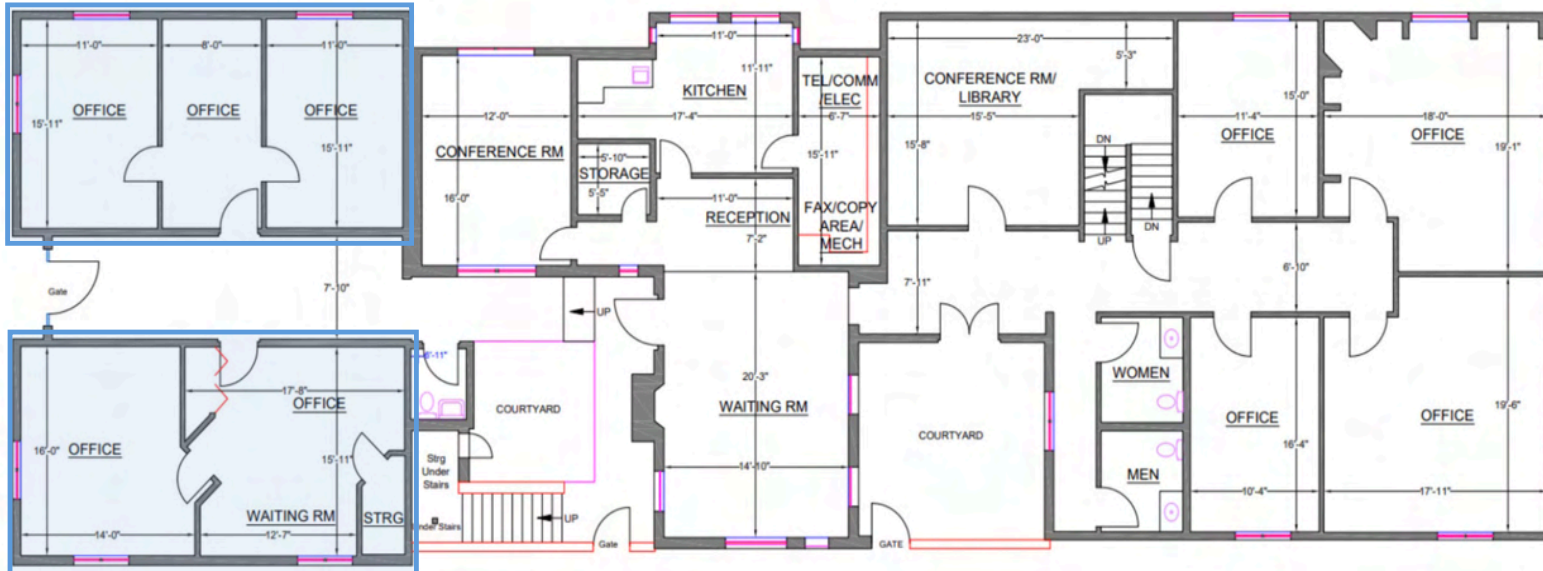 11'-0"
8'-0"
11'-0"
OFFICE
OFFICE
OFFICE
15'-11"
15'-11"
Gate
7'-10"
12'-0"
CONFERENCE RM
16'-0"
11'-0"
11'-11"
KITCHEN
17'-4"
5'-10"
STORAGE
5'-5"
11'-0"
RECEPTION
7'-2"
TEL/COMM
/ELEC
6'-7"
15'-11"
FAX/COPY
AREA/
MECH
23'-0"
5'-3"
CONFERENCE RM/
LIBRARY
15'-5"
15'-8"
DN
UP
DN
7'-11"
15'-0"
11'-4"
OFFICE
18'-0"
OFFICE
19'-1"
6'-10"
17'-8"
OFFICE
OFFICE
16'-0"
15'-11"
14'-0"
WAITING RM
12'-7"
STRG
COURTYARD
UP
Strg
Under
Stairs
UP
Gate
20'-3"
WAITING RM
14'-10"
COURTYARD
GATE
WOMEN
MEN
OFFICE
16'-4"
10'-4"
OFFICE
19'-6"
17'-11"